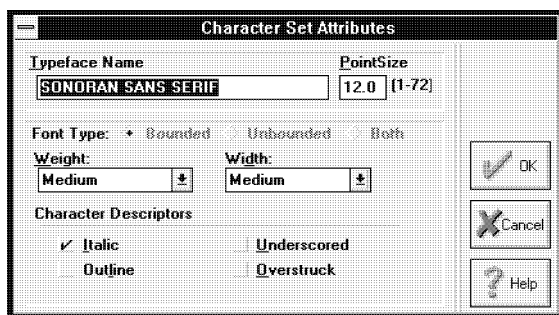 Character Set Attributes
Typeface Name PointSize
SONORAN SANS SERIF 12.0 (1-72)
Font Type: Bounded Unbounded Both
Weight: Width:
Medium Medium
Character Descriptors
Italic Underscored
Outline Overstruck
OK
Cancel
Help